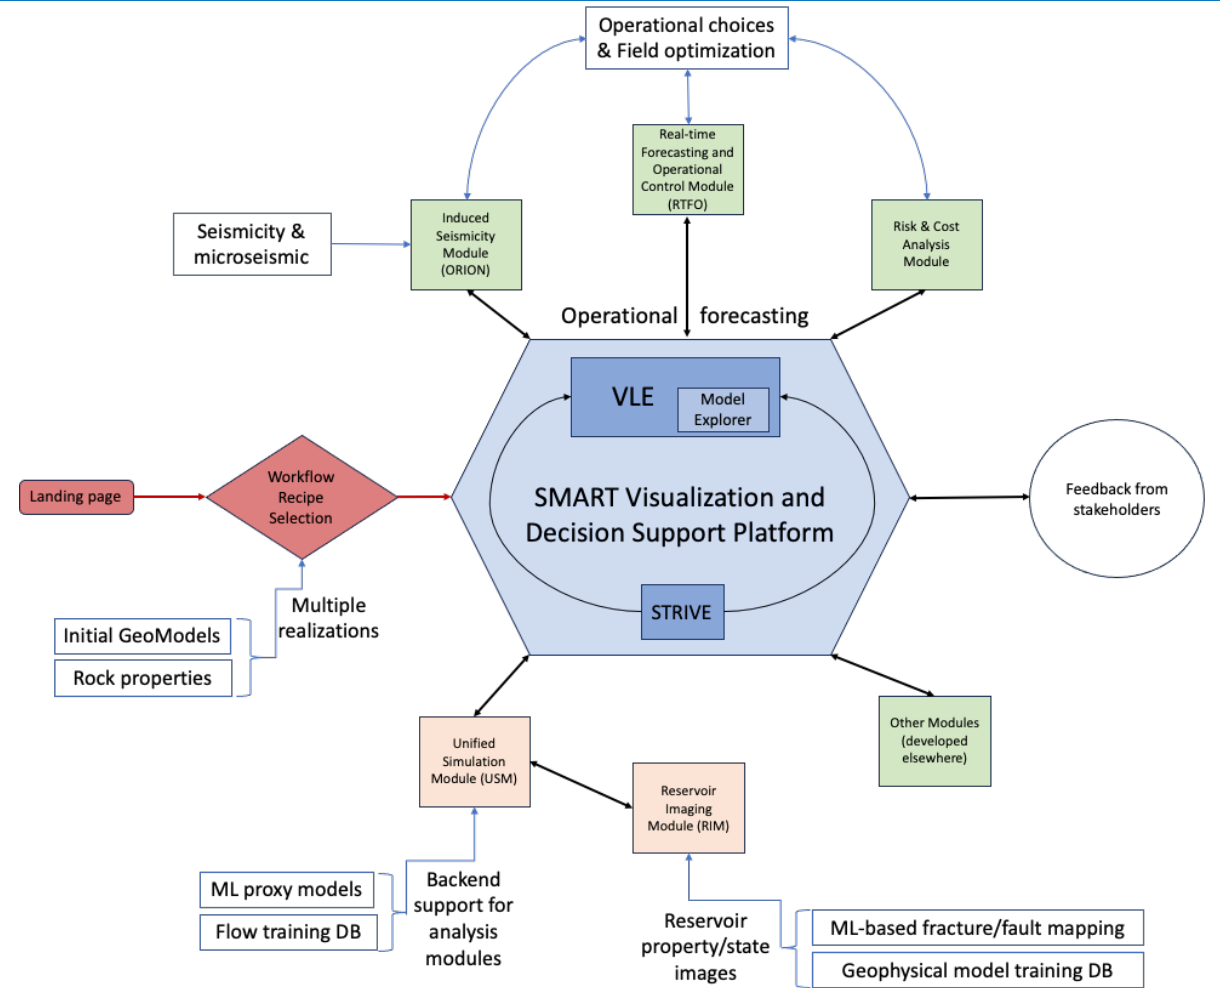 Operational choices
& Field optimization
Real-time
Forecasting and
Operational
Control Module
(RTFO)
Induced
Seismicity
Module
(ORION)
Risk & Cost
Analysis
Module
Seismicity &
microseismic
Operational forecasting
VLE
Model
Explorer
Landing page
Workflow
Recipe
Selection
SMART Visualization and
Decision Support Platform
Feedback from
stakeholders
STRIVE
Multiple
realizations
Initial GeoModels
Rock properties
Unified
Simulation
Module (USM)
Other Modules
(developed
elsewhere)
Reservoir
Imaging
Module (RIM)
ML proxy models
Flow training DB
Backend
support for
analysis
modules
Reservoir
property/state
images
ML-based fracture/fault mapping
Geophysical model training DB